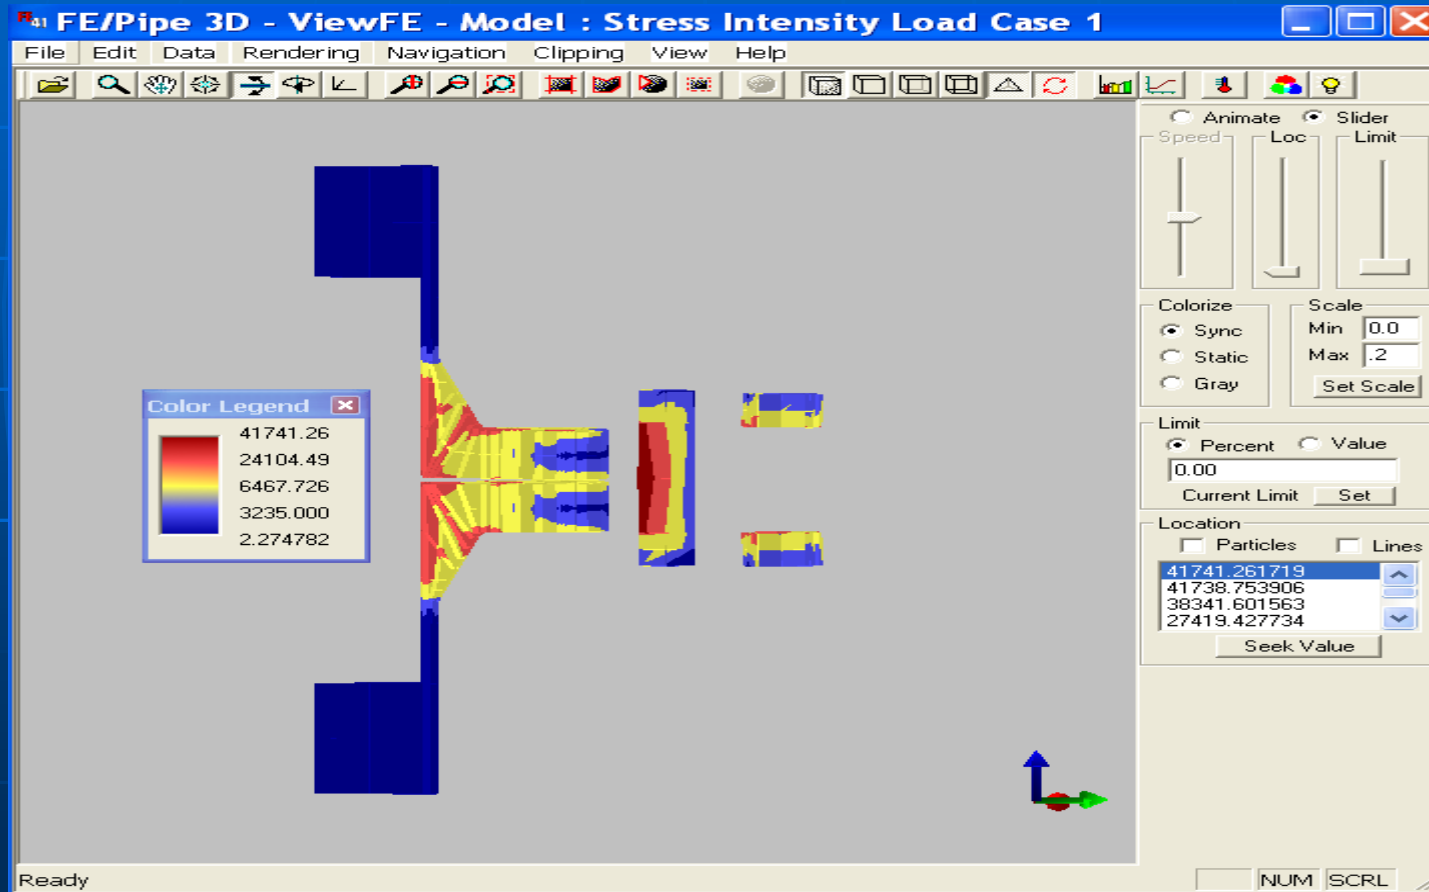 FE 41 FE/Pipe 3D - ViewFE - Model : Stress Intensity Load Case 1
File Edit Data Rendering Navigation Clipping View Help
Animate Slider
Speed Loc Limit
Colorize
Sync
Static
Gray
Scale
Min 0.0
Max .2
Set Scale
Limit
Percent Value
0.00
Current Limit Set
Location
Particles Lines
41741.261719
41738.753906
38341.601563
27419.427734
Seek Value
Color Legend
41741.26
24104.49
6467.726
3235.000
2.274782
Ready NUM SCRL